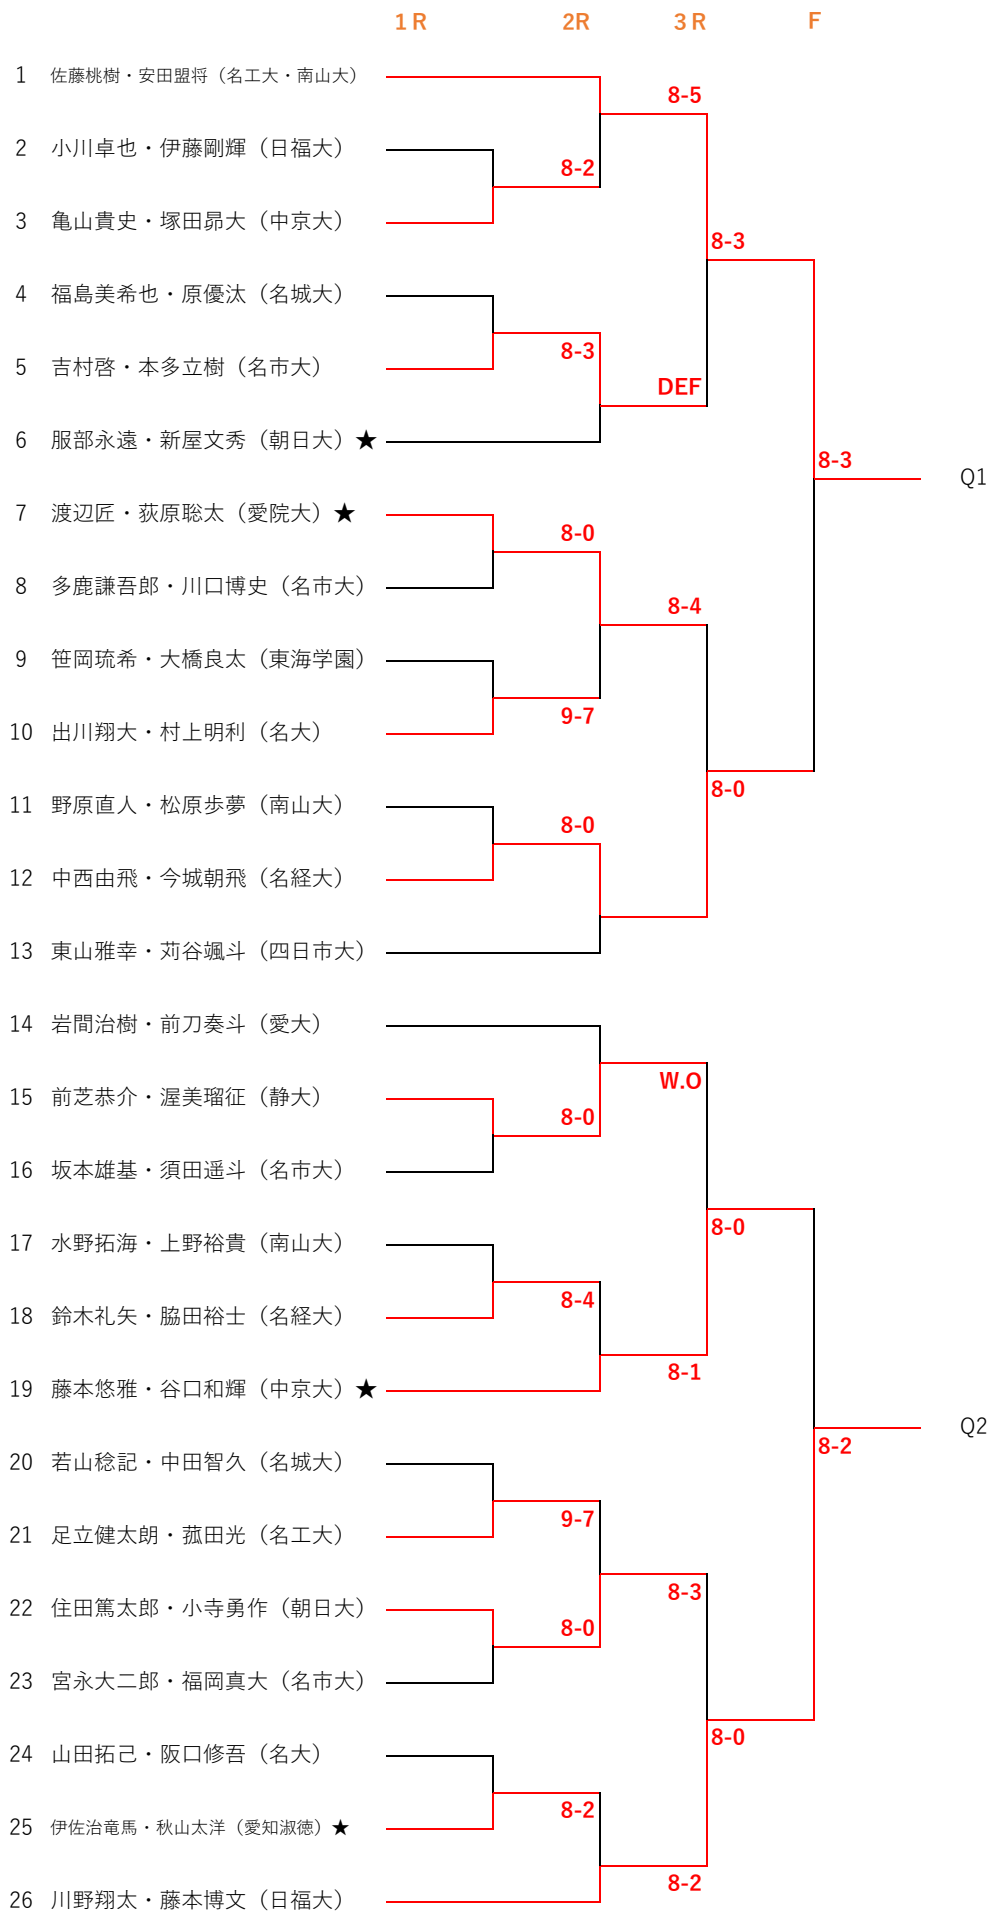 1 R 2R 3 R F
1 佐藤桃樹・安田盟将（名工大・南山大）
8-5
2 小川卓也・伊藤剛輝（日福大）
8-2
3 亀山貴史・塚田昴大（中京大）
8-3
4 福島美希也・原優汰（名城大）
8-3
5 吉村啓・本多立樹（名市大）
DEF
6 服部永遠・新屋文秀（朝日大）★
8-3
Q1
7 渡辺匠・荻原聡太（愛院大）★
8-0
8 多鹿謙吾郎・川口博史（名市大）
8-4
9 笹岡琉希・大橋良太（東海学園）
9-7
10 出川翔大・村上明利（名大）
8-0
11 野原直人・松原歩夢（南山大）
8-0
12 中西由飛・今城朝飛（名経大）
13 東山雅幸・苅谷颯斗（四日市大）
14 岩間治樹・前刀奏斗（愛大）
W.O
15 前芝恭介・渥美瑠征（静大）
8-0
16 坂本雄基・須田遥斗（名市大）
8-0
17 水野拓海・上野裕貴（南山大）
8-4
18 鈴木礼矢・脇田裕士（名経大）
8-1
19 藤本悠雅・谷口和輝（中京大）★
Q2
8-2
20 若山稔記・中田智久（名城大）
9-7
21 足立健太朗・菰田光（名工大）
8-3
22 住田篤太郎・小寺勇作（朝日大）
8-0
23 宮永大二郎・福岡真大（名市大）
8-0
24 山田拓己・阪口修吾（名大）
8-2
25 伊佐治竜馬・秋山太洋（愛知淑徳）★
8-2
26 川野翔太・藤本博文（日福大）